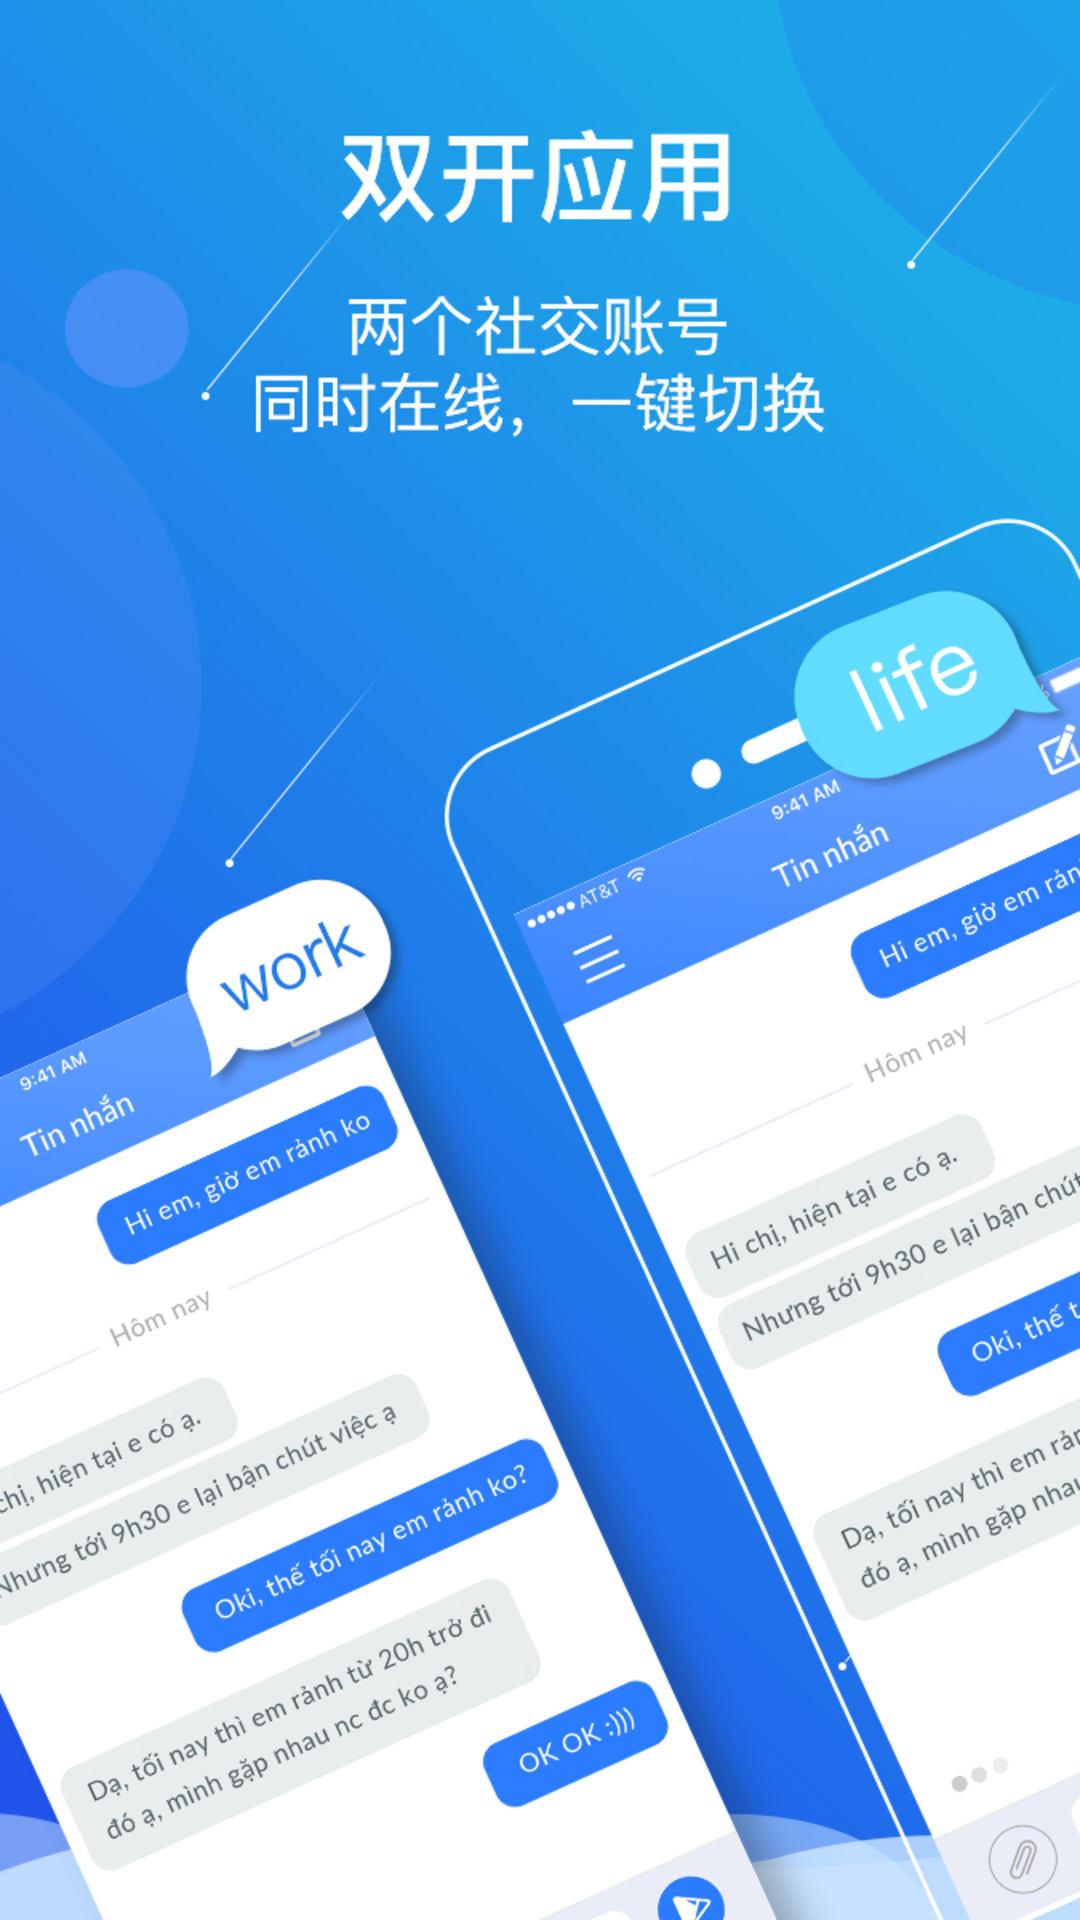 双开应用
两个社交账号
同时在线，一键切换
life
9:41 AM
AT&T
Tin nhắn
Hi em, giờ em rản
Hôm nay
Hi chị, hiện tại e có ạ.
Nhưng tới 9h30 e lại bận chút
Oki, thế t
Dạ, tối nay thì em rản
đó ạ, mình gặp nhau
work
9:41 AM
Tin nhắn
Hi em, giờ em rảnh ko
Hôm nay
chị, hiện tại e có ạ.
Nhưng tới 9h30 e lại bận chút việc ạ
Oki, thế tối nay em rảnh ko?
Dạ, tối nay thì em rảnh từ 20h trở đi
đó ạ, mình gặp nhau nc đc ko ạ?
OK OK :)))